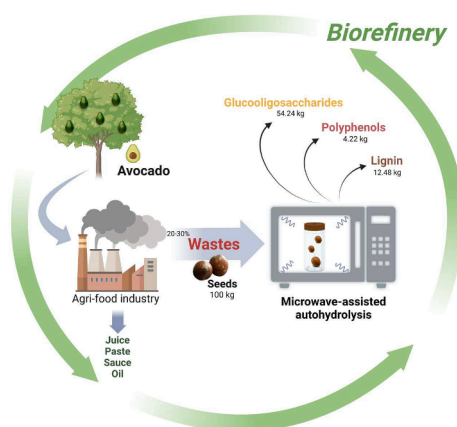 Biorefinery
Glucooligosaccharides
54.24 kg
Polyphenols
4.22 kg
Lignin
12.48 kg
Avocado
20-30%
Wastes
Seeds
100 kg
Agri-food industry
Microwave-assisted
autohydrolysis
Juice
Paste
Sauce
Oil